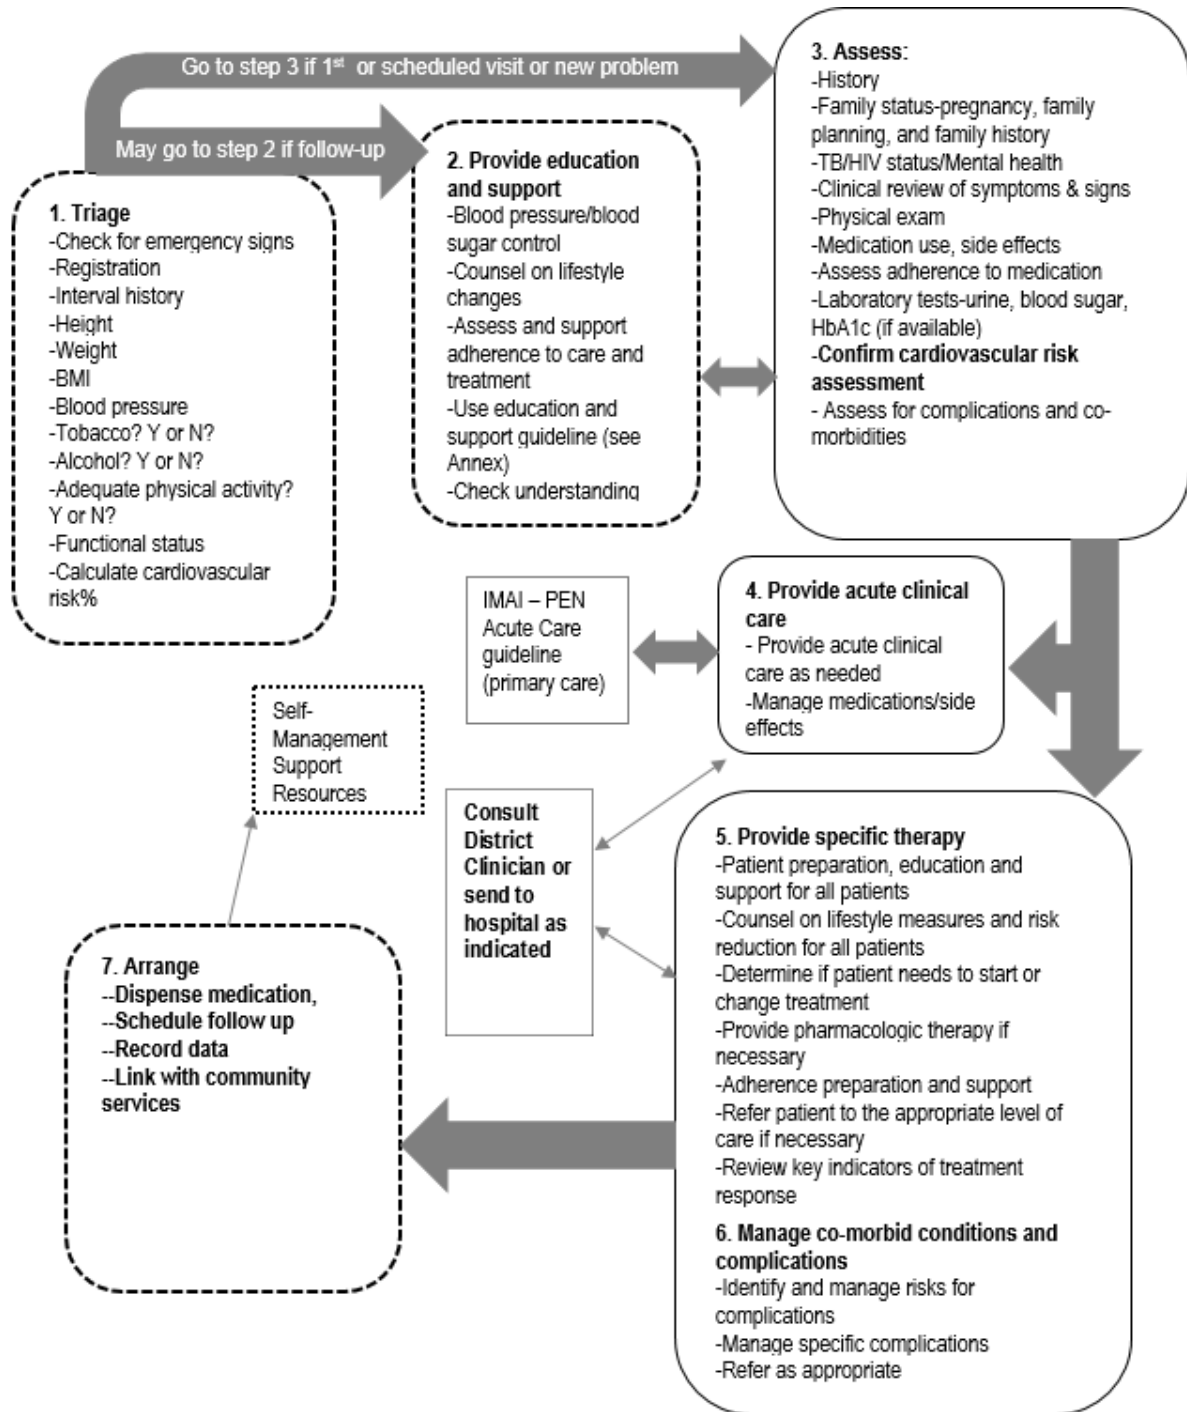 Go to step 3 if 1st or scheduled visit or new problem
May go to step 2 if follow-up
1. Triage
-Check for emergency signs
-Registration
-Interval history
-Height
-Weight
-BMI
-Blood pressure
-Tobacco? Y or N?
-Alcohol? Y or N?
-Adequate physical activity?
Y or N?
-Functional status
-Calculate cardiovascular
risk%
2. Provide education
and support
-Blood pressure/blood
sugar control
-Counsel on lifestyle
changes
-Assess and support
adherence to care and
treatment
-Use education and
support guideline (see
Annex)
-Check understanding
3. Assess:
-History
-Family status-pregnancy, family
planning, and family history
-TB/HIV status/Mental health
-Clinical review of symptoms & signs
-Physical exam
-Medication use, side effects
-Assess adherence to medication
-Laboratory tests-urine, blood sugar,
HbA1c (if available)
-Confirm cardiovascular risk
assessment
- Assess for complications and co-
morbidities
IMAI – PEN
Acute Care
guideline
(primary care)
4. Provide acute clinical
care
- Provide acute clinical
care as needed
-Manage medications/side
effects
Self-
Management
Support
Resources
Consult
District
Clinician or
send to
hospital as
indicated
5. Provide specific therapy
-Patient preparation, education and
support for all patients
-Counsel on lifestyle measures and risk
reduction for all patients
-Determine if patient needs to start or
change treatment
-Provide pharmacologic therapy if
necessary
-Adherence preparation and support
-Refer patient to the appropriate level of
care if necessary
-Review key indicators of treatment
response
6. Manage co-morbid conditions and
complications
-Identify and manage risks for
complications
-Manage specific complications
-Refer as appropriate
7. Arrange
--Dispense medication,
--Schedule follow up
--Record data
--Link with community
services